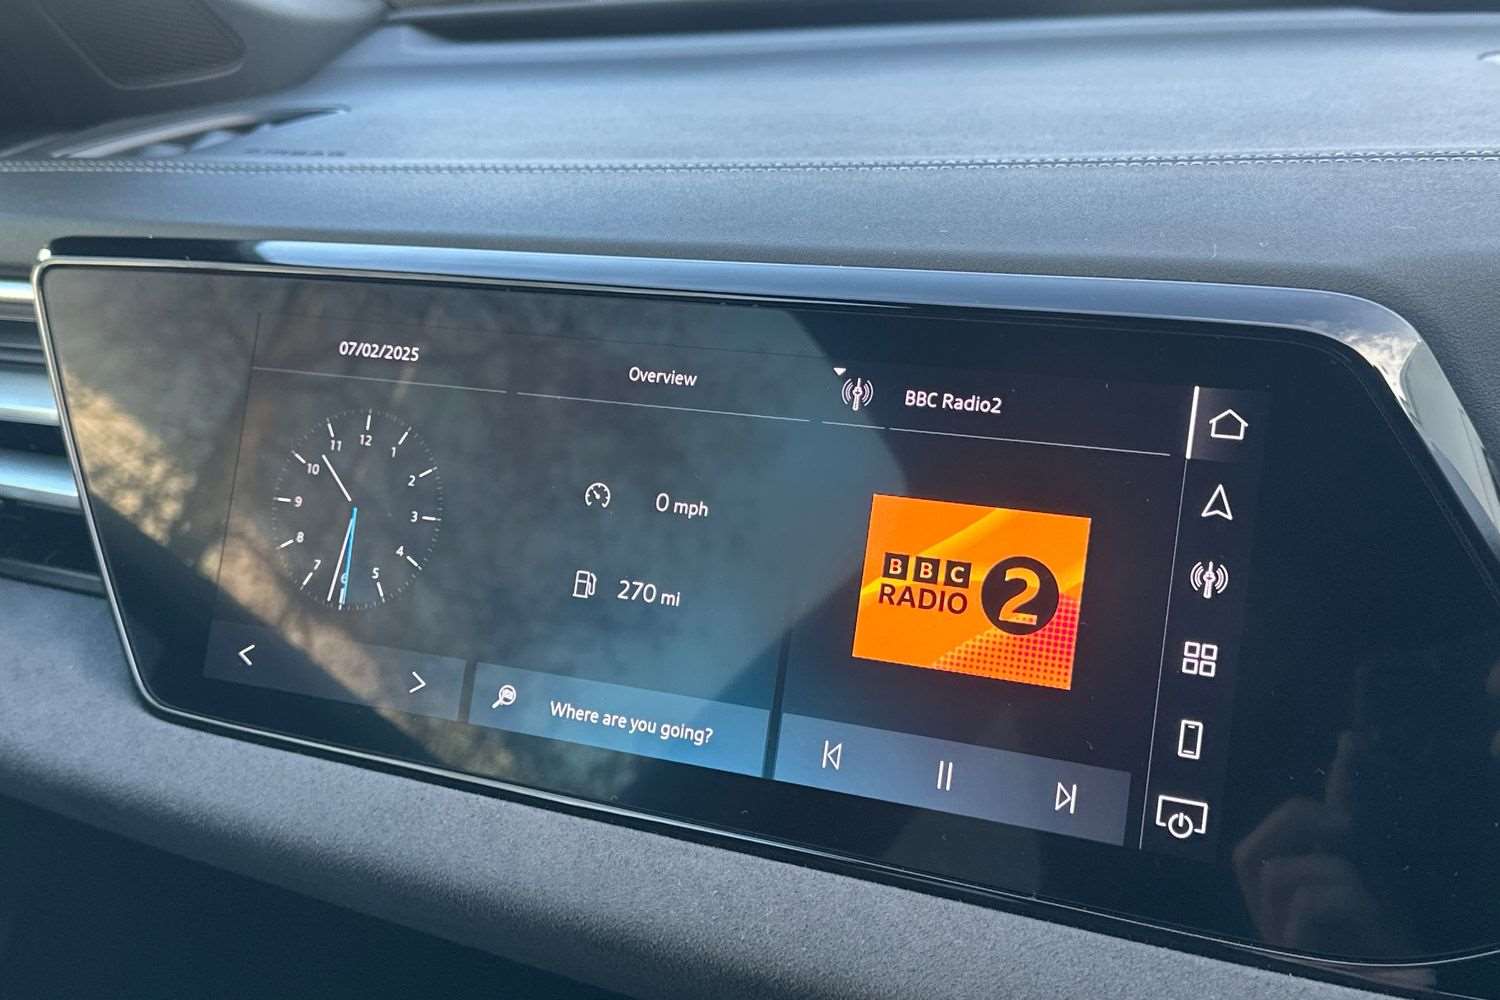 07/02/2025
Overview
BBC Radio2
12
1
2
3
4
5
6
7
8
9
10
11
0 mph
270 mi
BBC
RADIO 2
Where are you going?